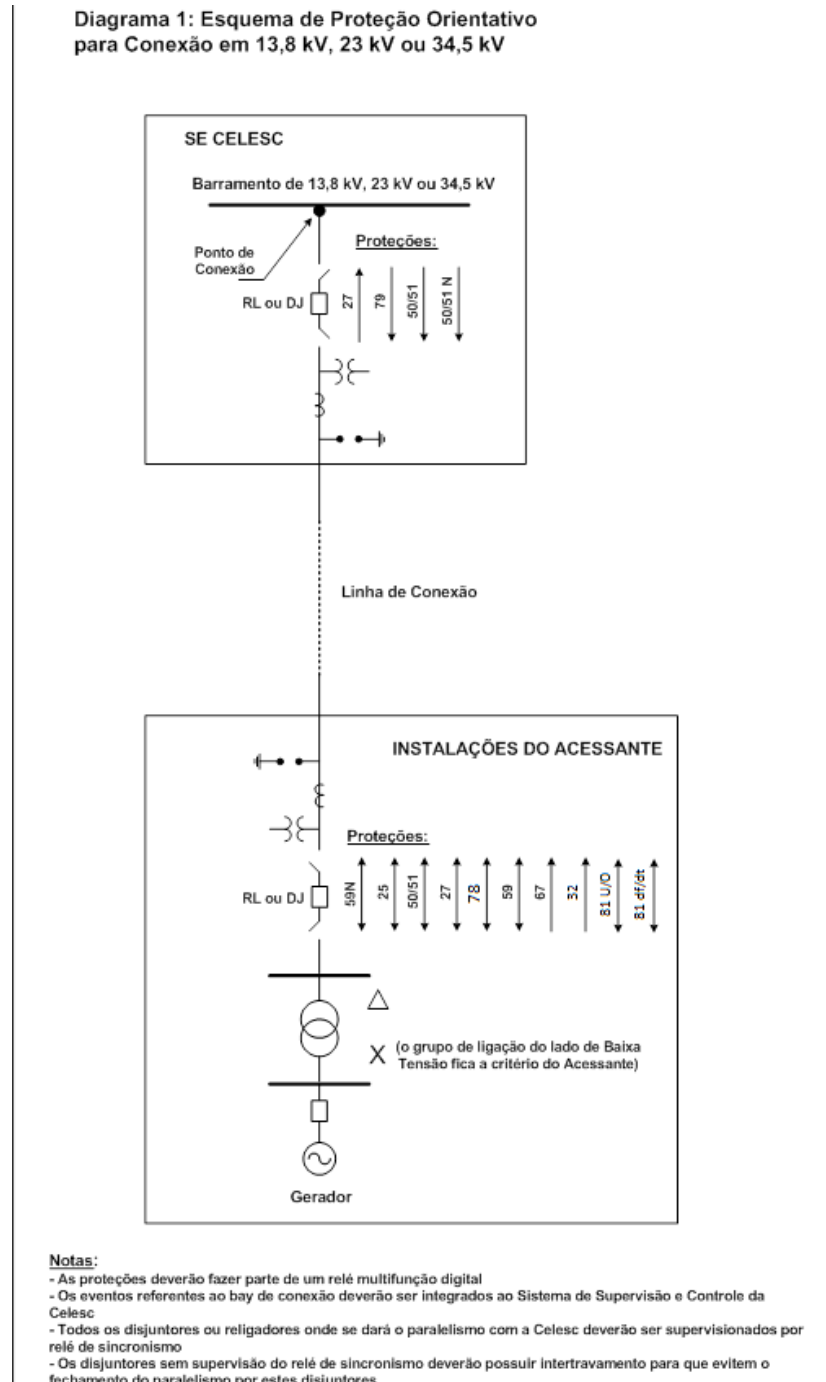 Diagrama 1: Esquema de Proteção Orientativo
para Conexão em 13,8 kV, 23 kV ou 34,5 kV
SE CELESC
Barramento de 13,8 kV, 23 kV ou 34,5 kV
Ponto de
Conexão
Proteções:
RL ou DJ
27
79
50/51
50/51 N
Linha de Conexão
INSTALAÇÕES DO ACESSANTE
Proteções:
RL ou DJ
59N
25
50/51
27
78
59
67
32
81 U/O
81 df/dt
X (o grupo de ligação do lado de Baixa
Tensão fica a critério do Acessante)
Gerador
Notas:
- As proteções deverão fazer parte de um relé multifunção digital
- Os eventos referentes ao bay de conexão deverão ser integrados ao Sistema de Supervisão e Controle da
Celesc
- Todos os disjuntores ou religadores onde se dará o paralelismo com a Celesc deverão ser supervisionados por
relé de sincronismo
- Os disjuntores sem supervisão do relé de sincronismo deverão possuir intertravamento para que evitem o
fechamento do paralelismo por estes disjuntores